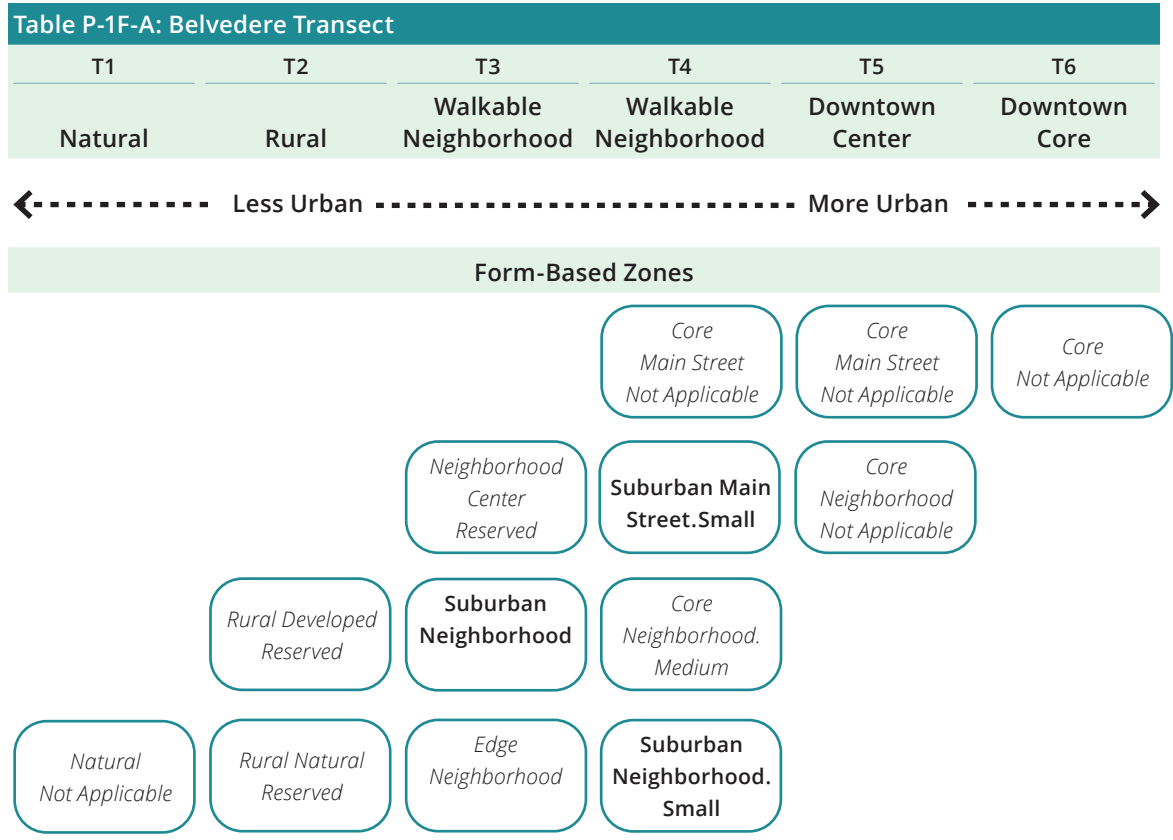 Table P-1F-A: Belvedere Transect
T1
T2
T3
T4
T5
T6
Natural
Rural
Walkable
Neighborhood
Walkable
Neighborhood
Downtown
Center
Downtown
Core
Less Urban
More Urban
Form-Based Zones
Core
Main Street
Not Applicable
Core
Main Street
Not Applicable
Core
Not Applicable
Neighborhood
Center
Reserved
Suburban Main
Street.Small
Core
Neighborhood
Not Applicable
Rural Developed
Reserved
Suburban
Neighborhood
Core
Neighborhood.
Medium
Natural
Not Applicable
Rural Natural
Reserved
Edge
Neighborhood
Suburban
Neighborhood.
Small